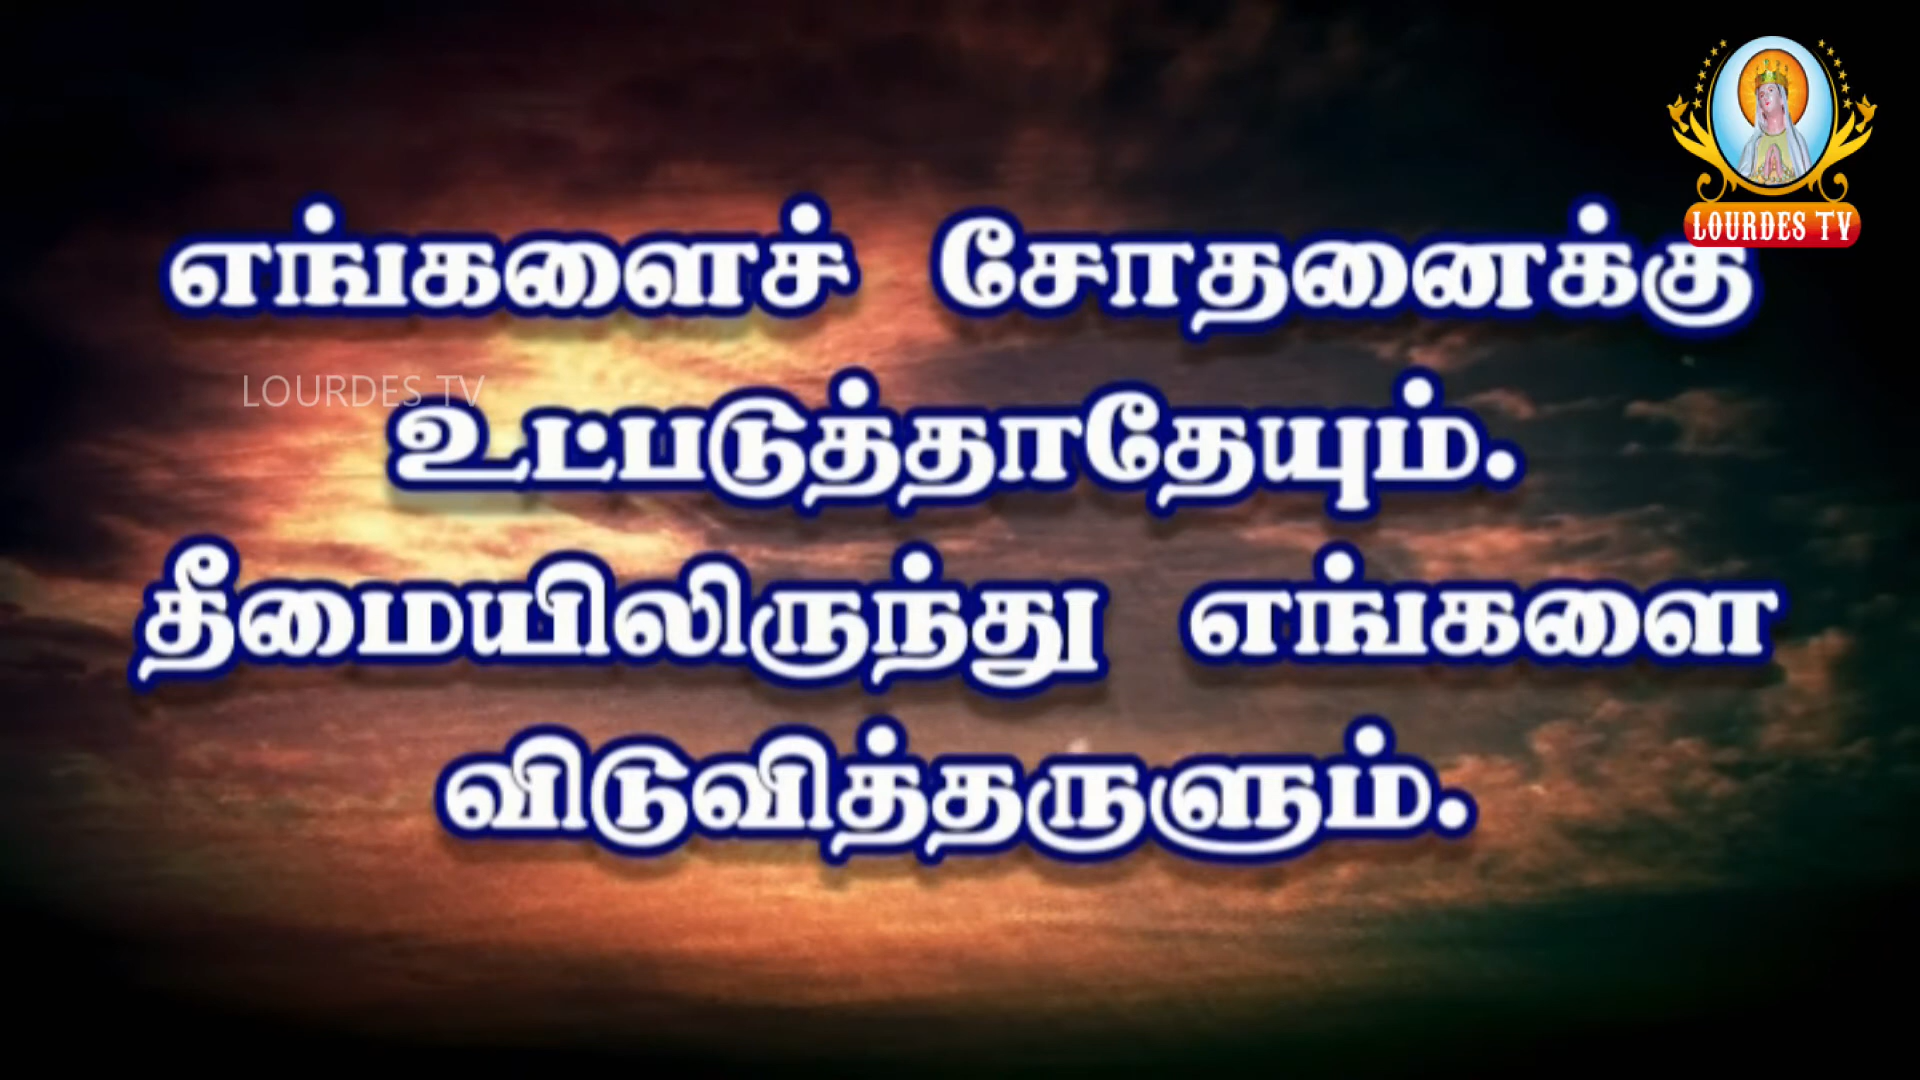 LOURDES TV
எங்களைச் சோதனைக்கு
LOURDES TV
உட்படுத்தாதேயும்.
தீமையிலிருந்து எங்களை
விடுவித்தருளும்.